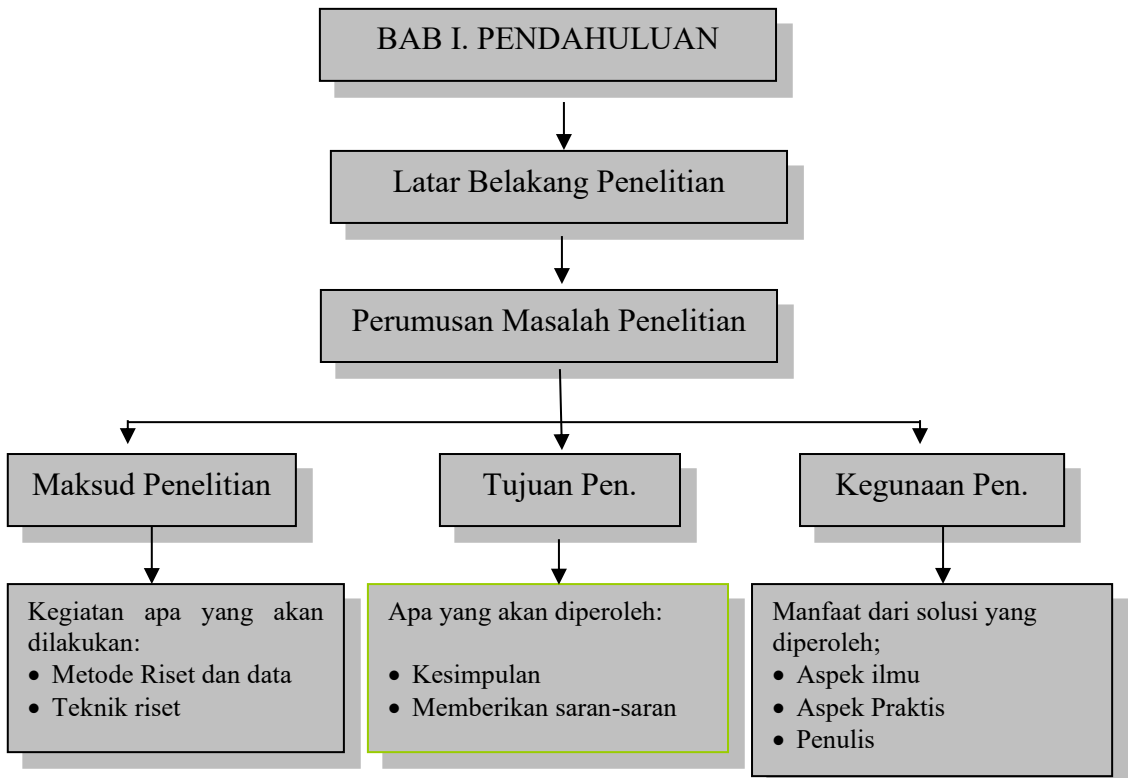 BAB I. PENDAHULUAN
Latar Belakang Penelitian
Perumusan Masalah Penelitian
Maksud Penelitian
Tujuan Pen.
Kegunaan Pen.
Kegiatan apa yang akan
dilakukan:
• Metode Riset dan data
• Teknik riset
Apa yang akan diperoleh:
• Kesimpulan
• Memberikan saran-saran
Manfaat dari solusi yang
diperoleh;
• Aspek ilmu
• Aspek Praktis
• Penulis